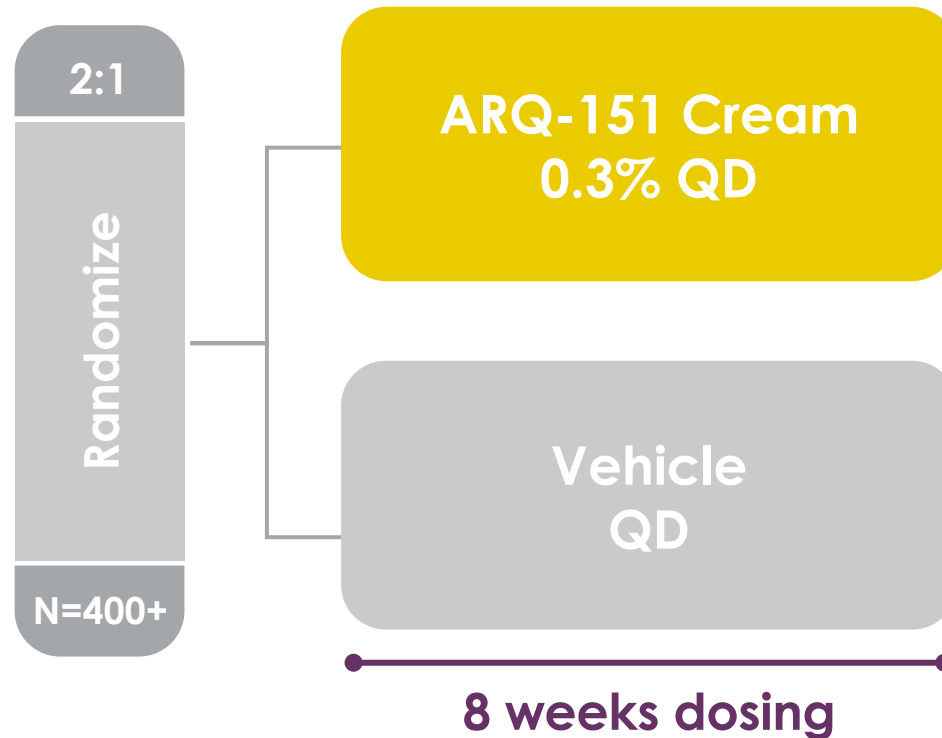 2:1
Randomize
N=400+
ARQ-151 Cream
0.3% QD
Vehicle
QD
8 weeks dosing